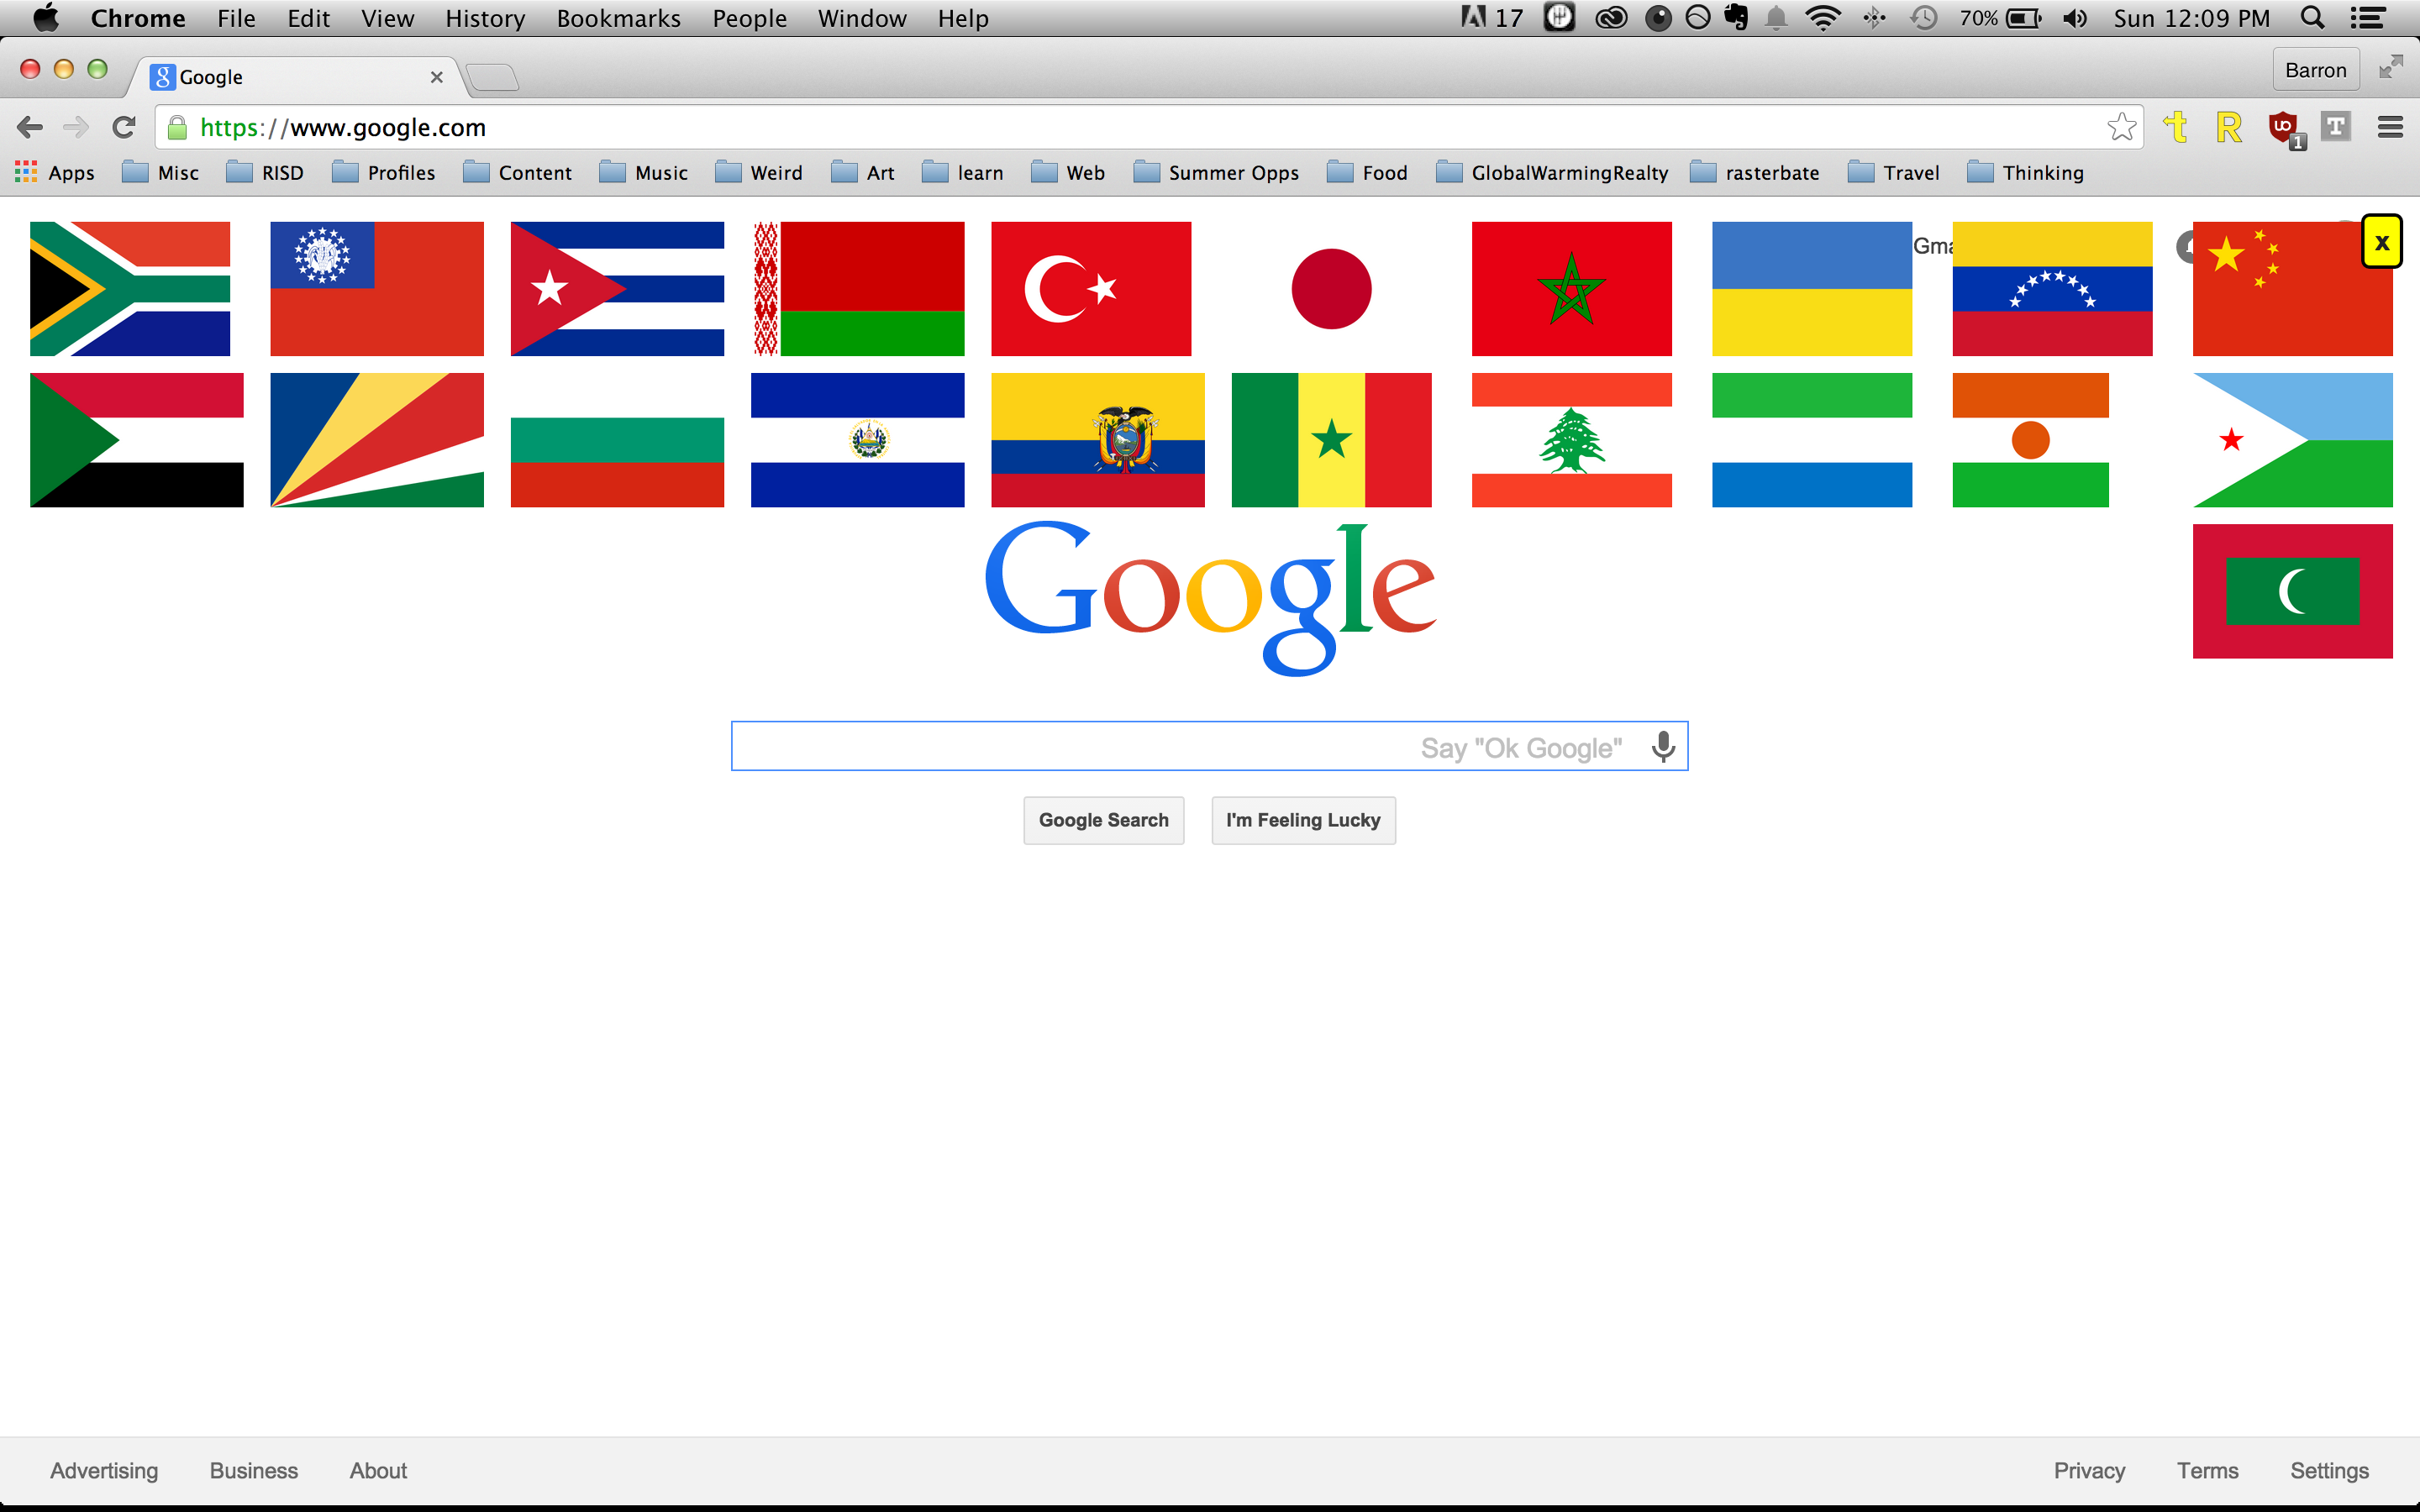 Chrome File Edit View History Bookmarks People Window Help 17 70% Sun 12:09 PM
Google Barron
https://www.google.com t R 1 T
Apps Misc RISD Profiles Content Music Weird Art learn Web Summer Opps Food GlobalWarmingRealty rasterbate Travel Thinking
Gma x
Google
Say "Ok Google"
Google Search I'm Feeling Lucky
Advertising Business About Privacy Terms Settings